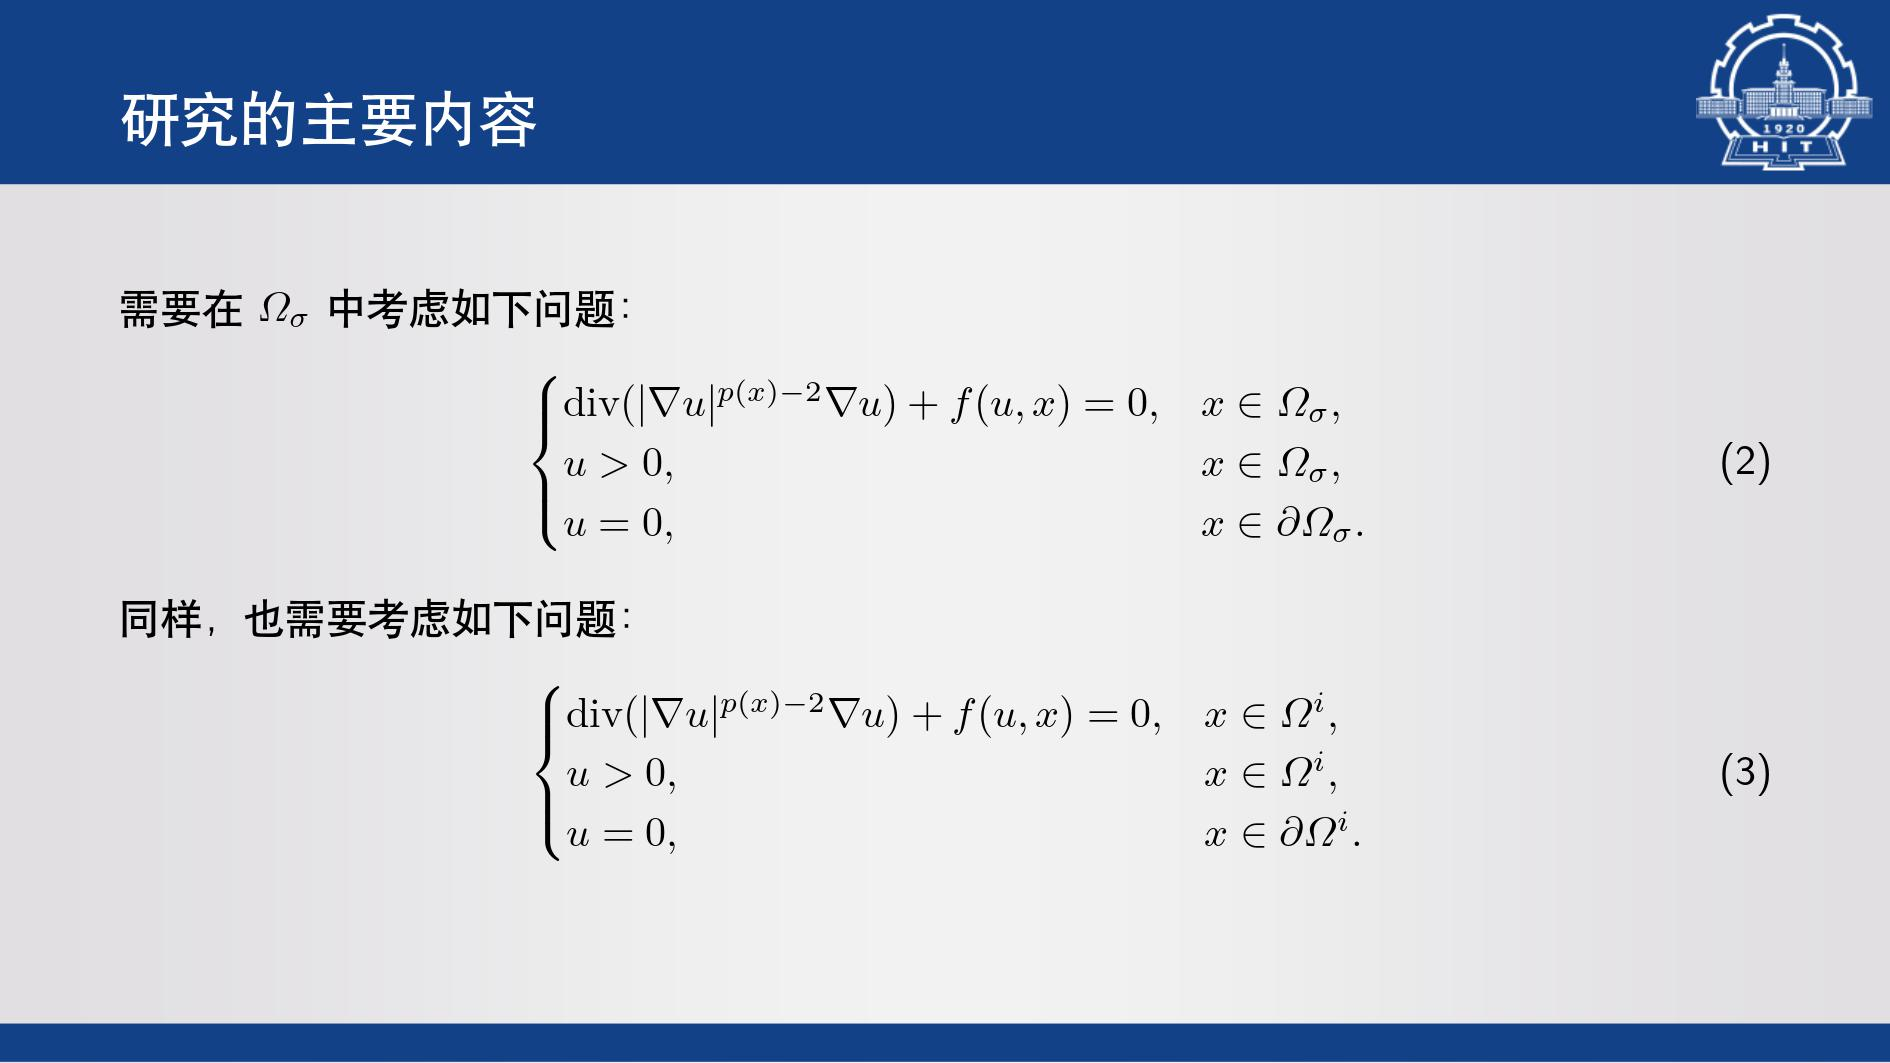 研究的主要内容
1920
HIT
需要在 Ω_σ 中考虑如下问题:
div(|∇u|^{p(x)−2}∇u) + f(u, x) = 0, x ∈ Ω_σ,
u > 0, x ∈ Ω_σ,
(2)
u = 0, x ∈ ∂Ω_σ.
同样, 也需要考虑如下问题:
div(|∇u|^{p(x)−2}∇u) + f(u, x) = 0, x ∈ Ω^i,
u > 0, x ∈ Ω^i,
(3)
u = 0, x ∈ ∂Ω^i.